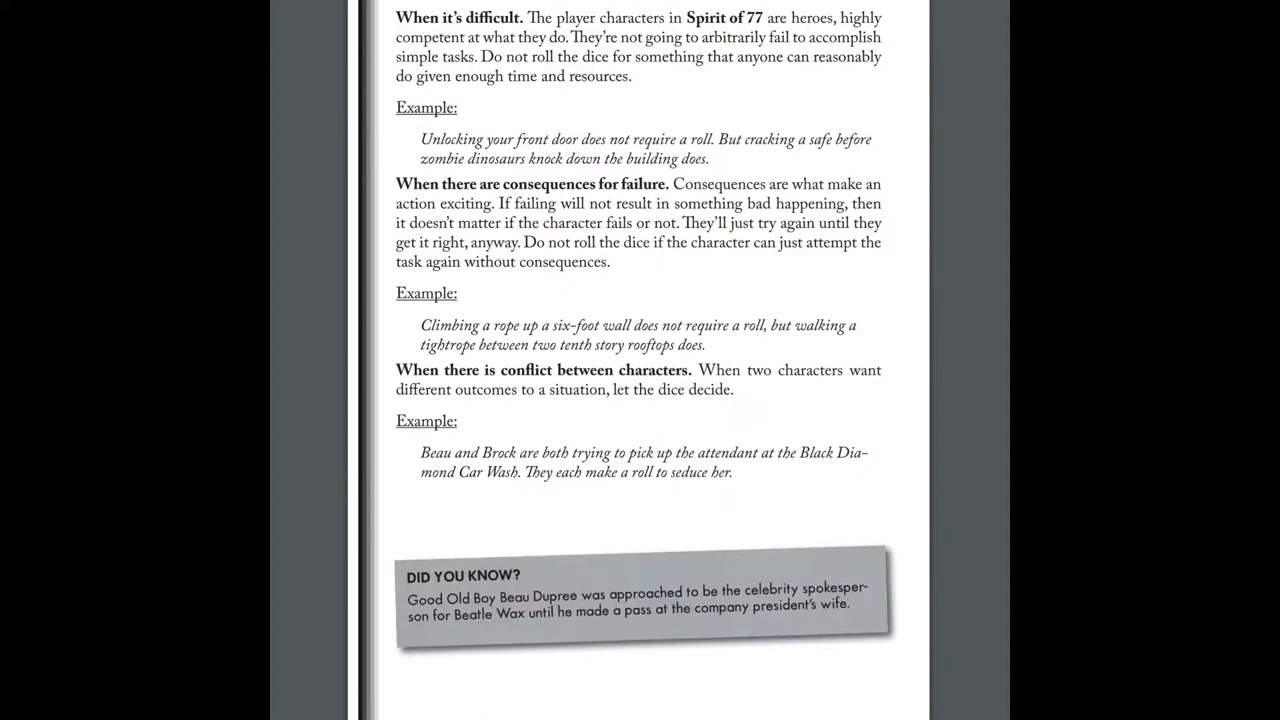 When it's difficult. The player characters in Spirit of 77 are heroes, highly
competent at what they do. They're not going to arbitrarily fail to accomplish
simple tasks. Do not roll the dice for something that anyone can reasonably
do given enough time and resources.
Example:
Unlocking your front door does not require a roll. But cracking a safe before
zombie dinosaurs knock down the building does.
When there are consequences for failure. Consequences are what make an
action exciting. If failing will not result in something bad happening, then
it doesn't matter if the character fails or not. They'll just try again until they
get it right, anyway. Do not roll the dice if the character can just attempt the
task again without consequences.
Example:
Climbing a rope up a six-foot wall does not require a roll, but walking a
tightrope between two tenth story rooftops does.
When there is conflict between characters. When two characters want
different outcomes to a situation, let the dice decide.
Example:
Beau and Brock are both trying to pick up the attendant at the Black Dia-
mond Car Wash. They each make a roll to seduce her.
DID YOU KNOW?
Good Old Boy Beau Dupree was approached to be the celebrity spokesper-
son for Beatle Wax until he made a pass at the company president's wife.